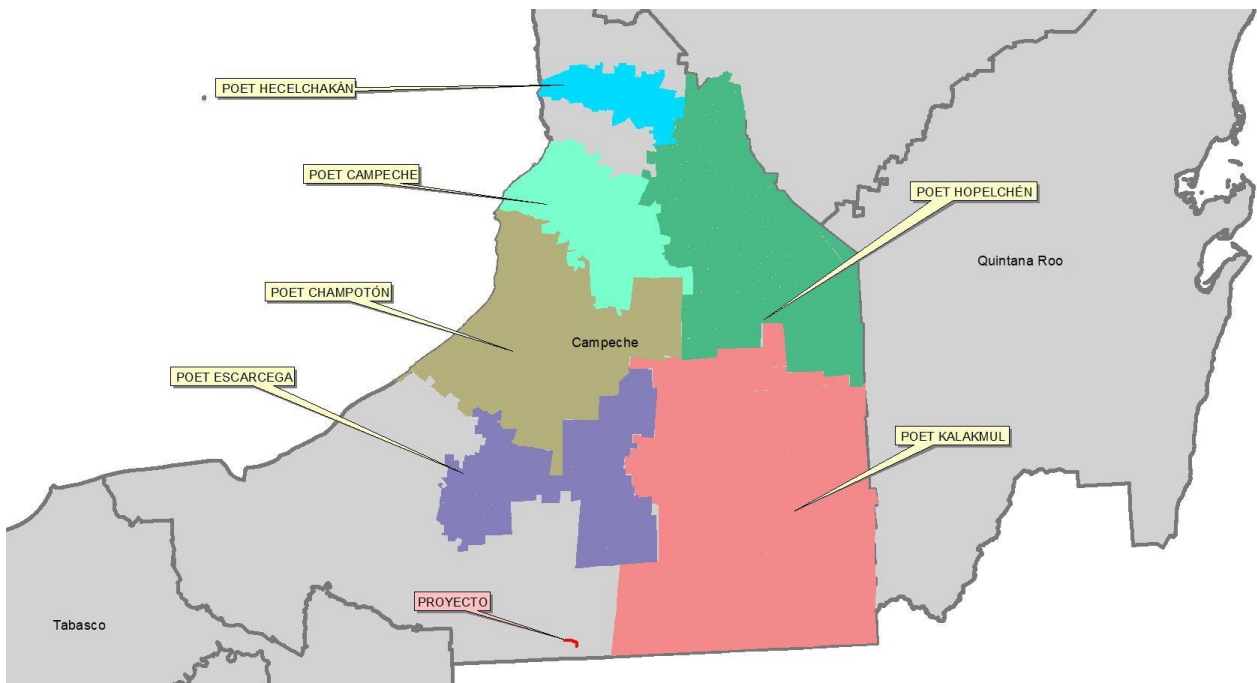 POET HECELCHAKÁN
POET CAMPECHE
POET HOPELCHÉN
Quintana Roo
POET CHAMPOTÓN
Campeche
POET ESCARCEGA
POET KALAKMUL
PROYECTO
Tabasco